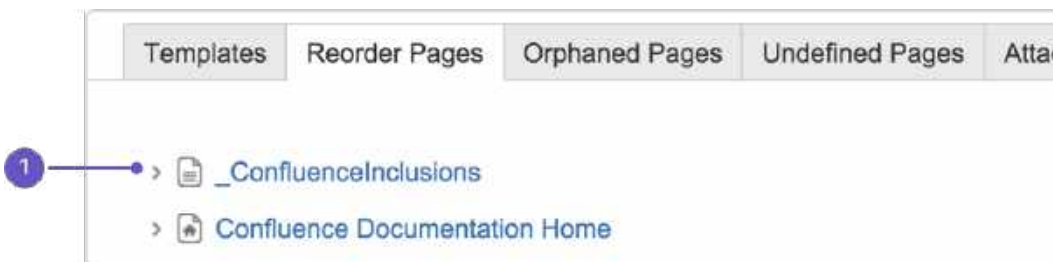 Templates Reorder Pages Orphaned Pages Undefined Pages
1 _ConfluenceInclusions
Confluence Documentation Home